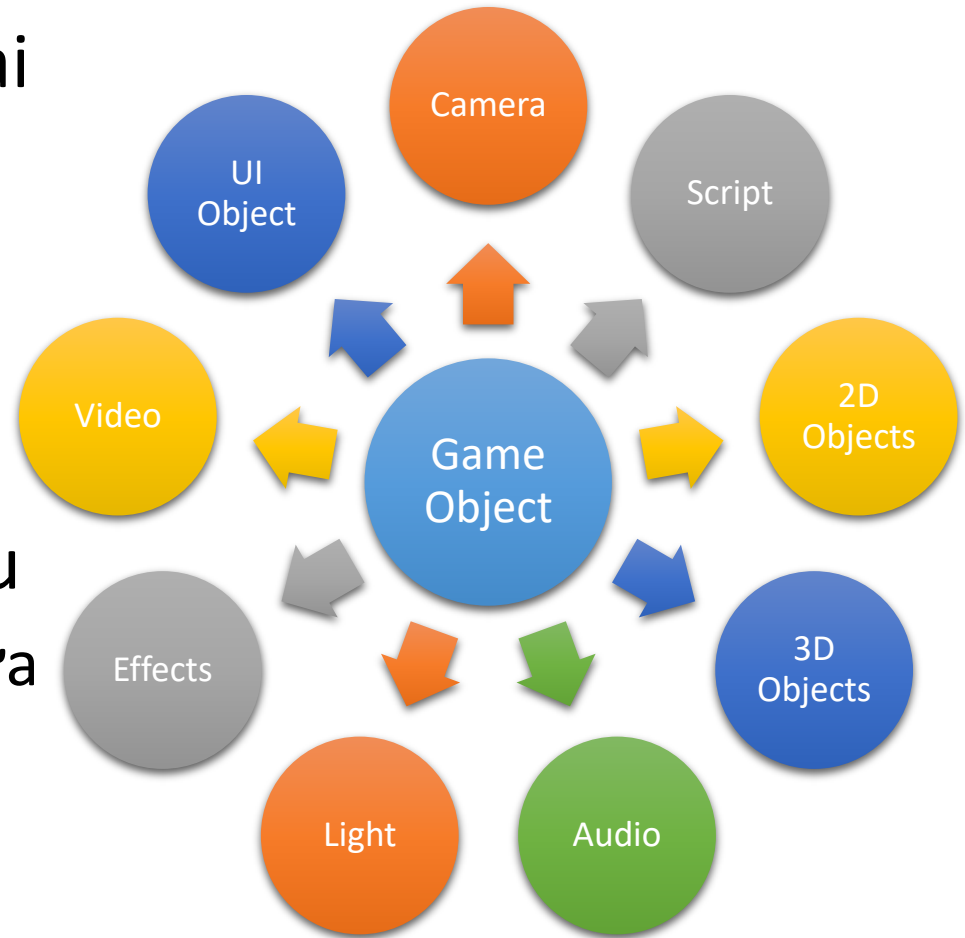 Camera
Script
2D
Objects
3D
Objects
Audio
Light
Effects
Video
UI
Object
Game
Object